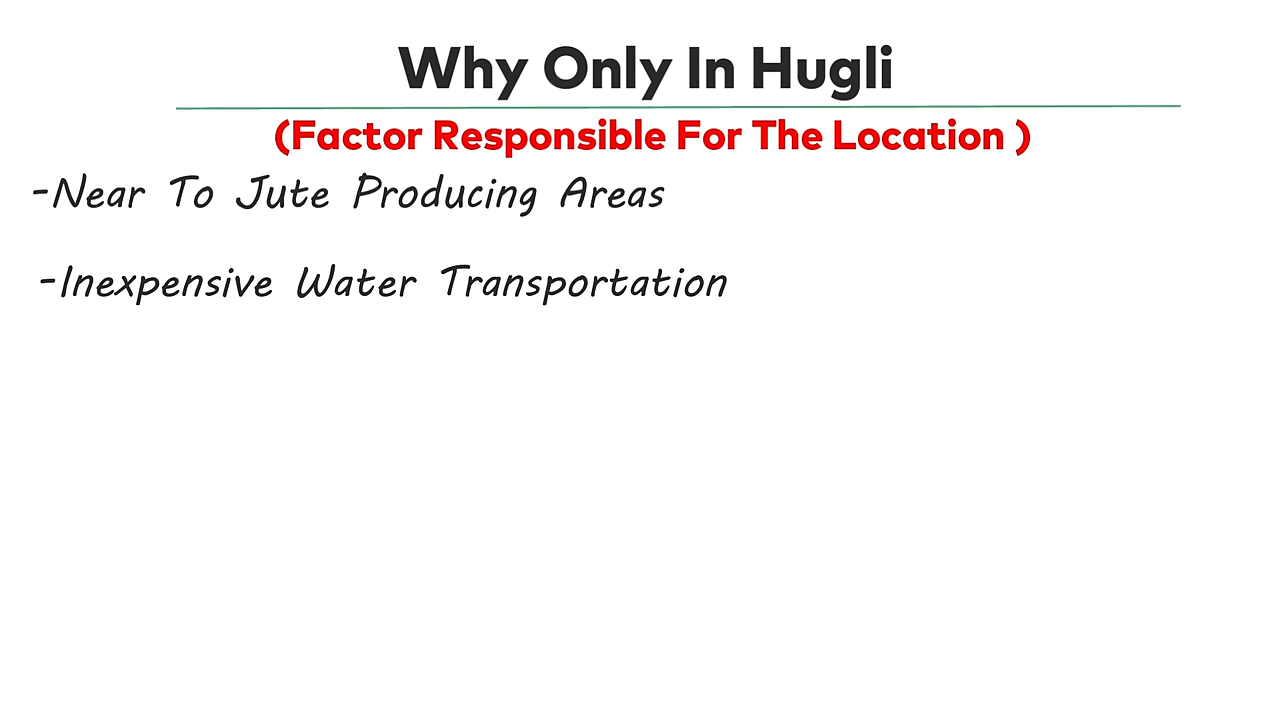 Why Only In Hugli
(Factor Responsible For The Location )
-Near To Jute Producing Areas
-Inexpensive Water Transportation